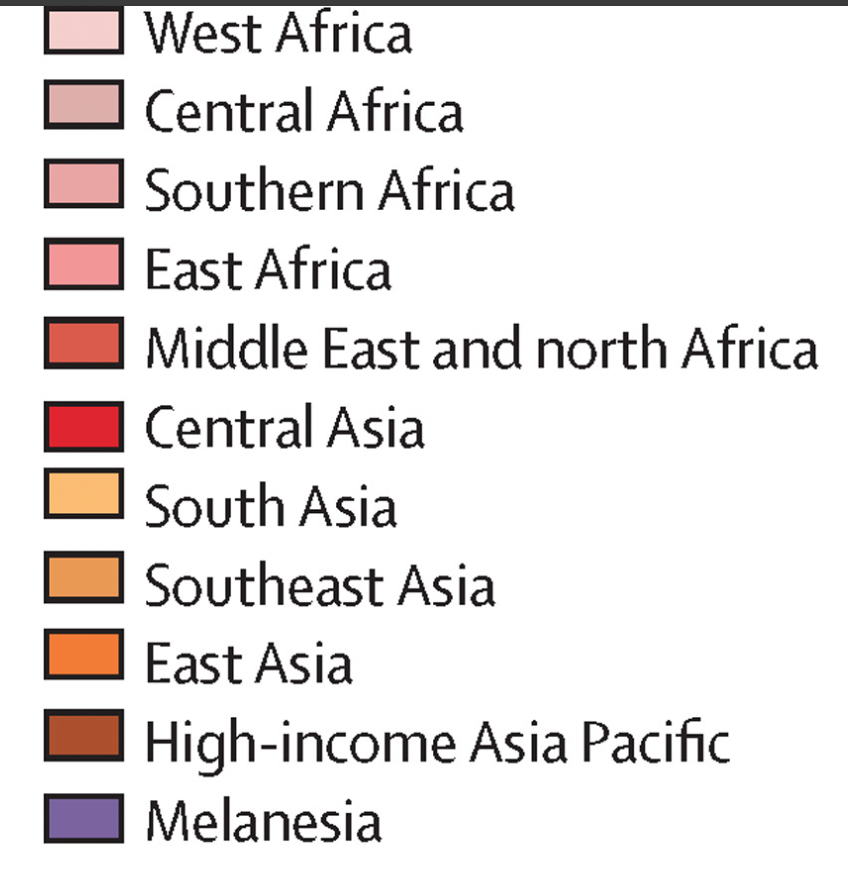 West Africa
Central Africa
Southern Africa
East Africa
Middle East and north Africa
Central Asia
South Asia
Southeast Asia
East Asia
High-income Asia Pacific
Melanesia